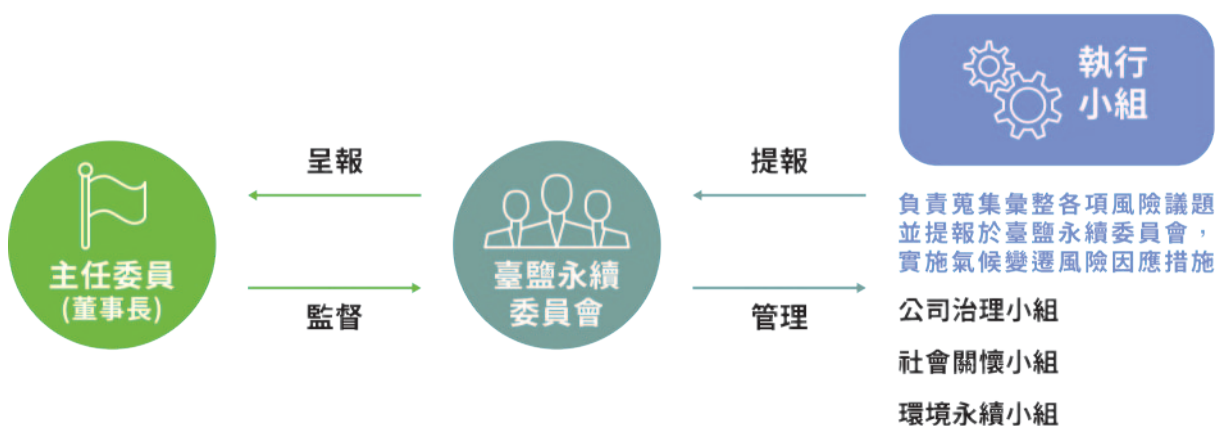 主任委員
(董事長)
呈報
監督
臺鹽永續
委員會
提報
管理
執行
小組
負責蒐集彙整各項風險議題
並提報於臺鹽永續委員會，
實施氣候變遷風險因應措施
公司治理小組
社會關懷小組
環境永續小組